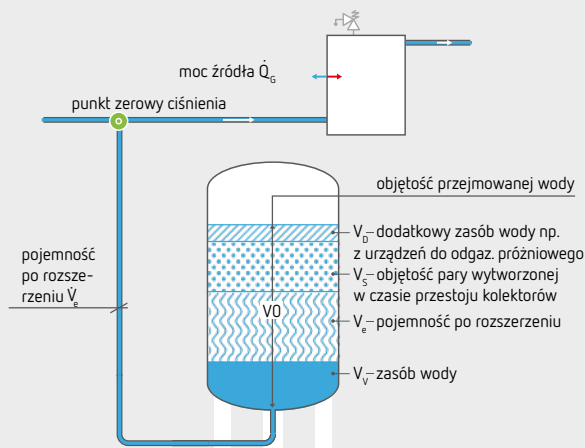 moc źródła Q̇G
punkt zerowy ciśnienia
objętość przejmowanej wody
VD - dodatkowy zasób wody np.
z urządzeń do odgaz. próżniowego
VS - objętość pary wytworzonej
w czasie przestoju kolektorów
pojemność
po rozsze-
rzeniu V̇e
VO
Ve - pojemność po rozszerzeniu
VV - zasób wody